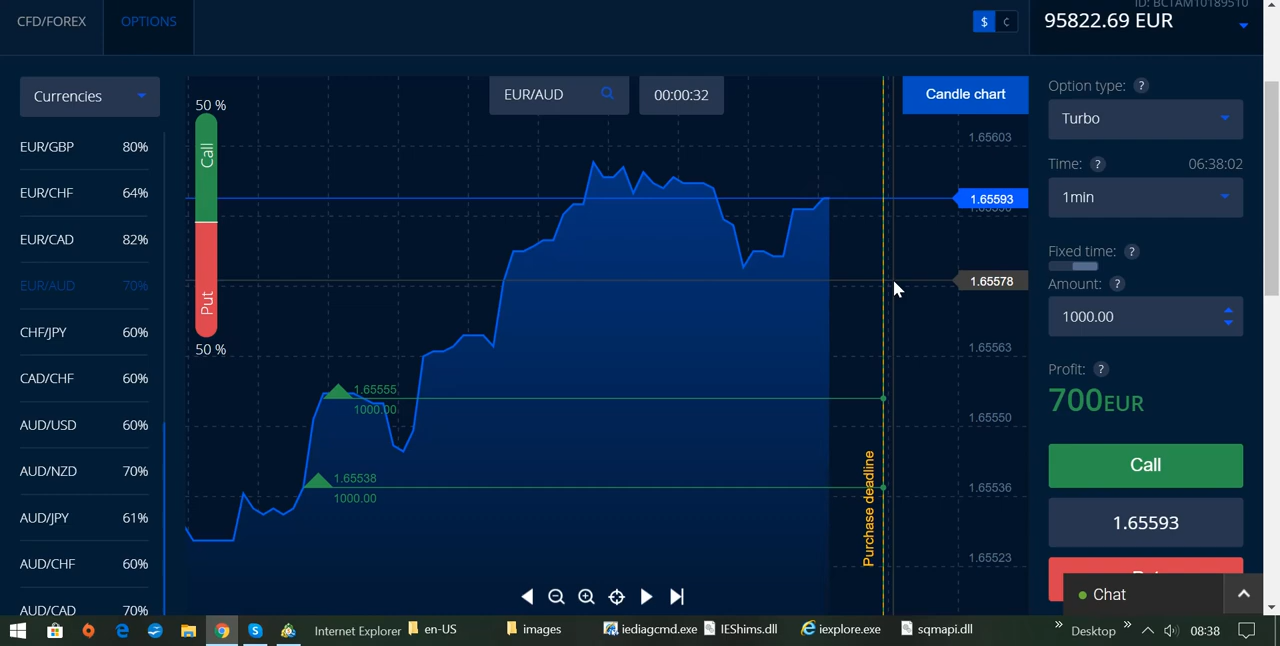 CFD/FOREX
OPTIONS
$
¢
ID: BCTAM10189510
95822.69 EUR
Currencies
EUR/GBP 80%
EUR/CHF 64%
EUR/CAD 82%
EUR/AUD 70%
CHF/JPY 60%
CAD/CHF 60%
AUD/USD 60%
AUD/NZD 70%
AUD/JPY 61%
AUD/CHF 60%
AUD/CAD 70%
50 %
Call
Put
50 %
EUR/AUD
00:00:32
Candle chart
1.65603
1.65593
1.65578
1.65563
1.65550
1.65536
1.65523
1.65555
1000.00
1.65538
1000.00
Purchase deadline
Option type: ?
Turbo
Time: ? 06:38:02
1min
Fixed time: ?
Amount: ?
1000.00
Profit: ?
700EUR
Call
1.65593
Chat
Internet Explorer
en-US
images
iediagcmd.exe
IEShims.dll
iexplore.exe
sqmapi.dll
»
Desktop
»
08:38